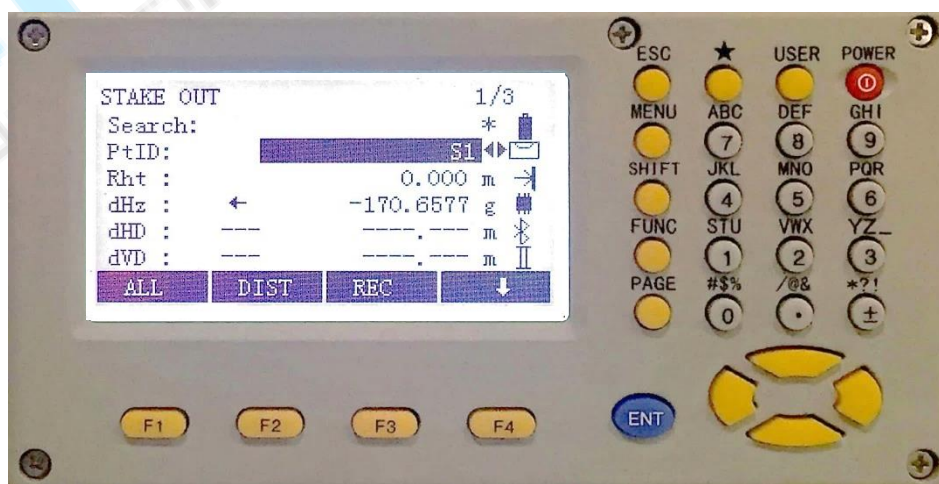 STAKE OUT 1/3
Search: *
PtID: S1
Rht : 0.000 m
dHz : ← -170.6577 g
dHD : --- ----.--- m
dVD : --- ----.--- m
ALL DIST REC ↓
F1 F2 F3 F4
ESC ★ USER POWER
MENU ABC DEF GHI
7 8 9
SHIFT JKL MNO PQR
4 5 6
FUNC STU VWX YZ_
1 2 3
PAGE #$% /@& *?!
0 . ±
ENT